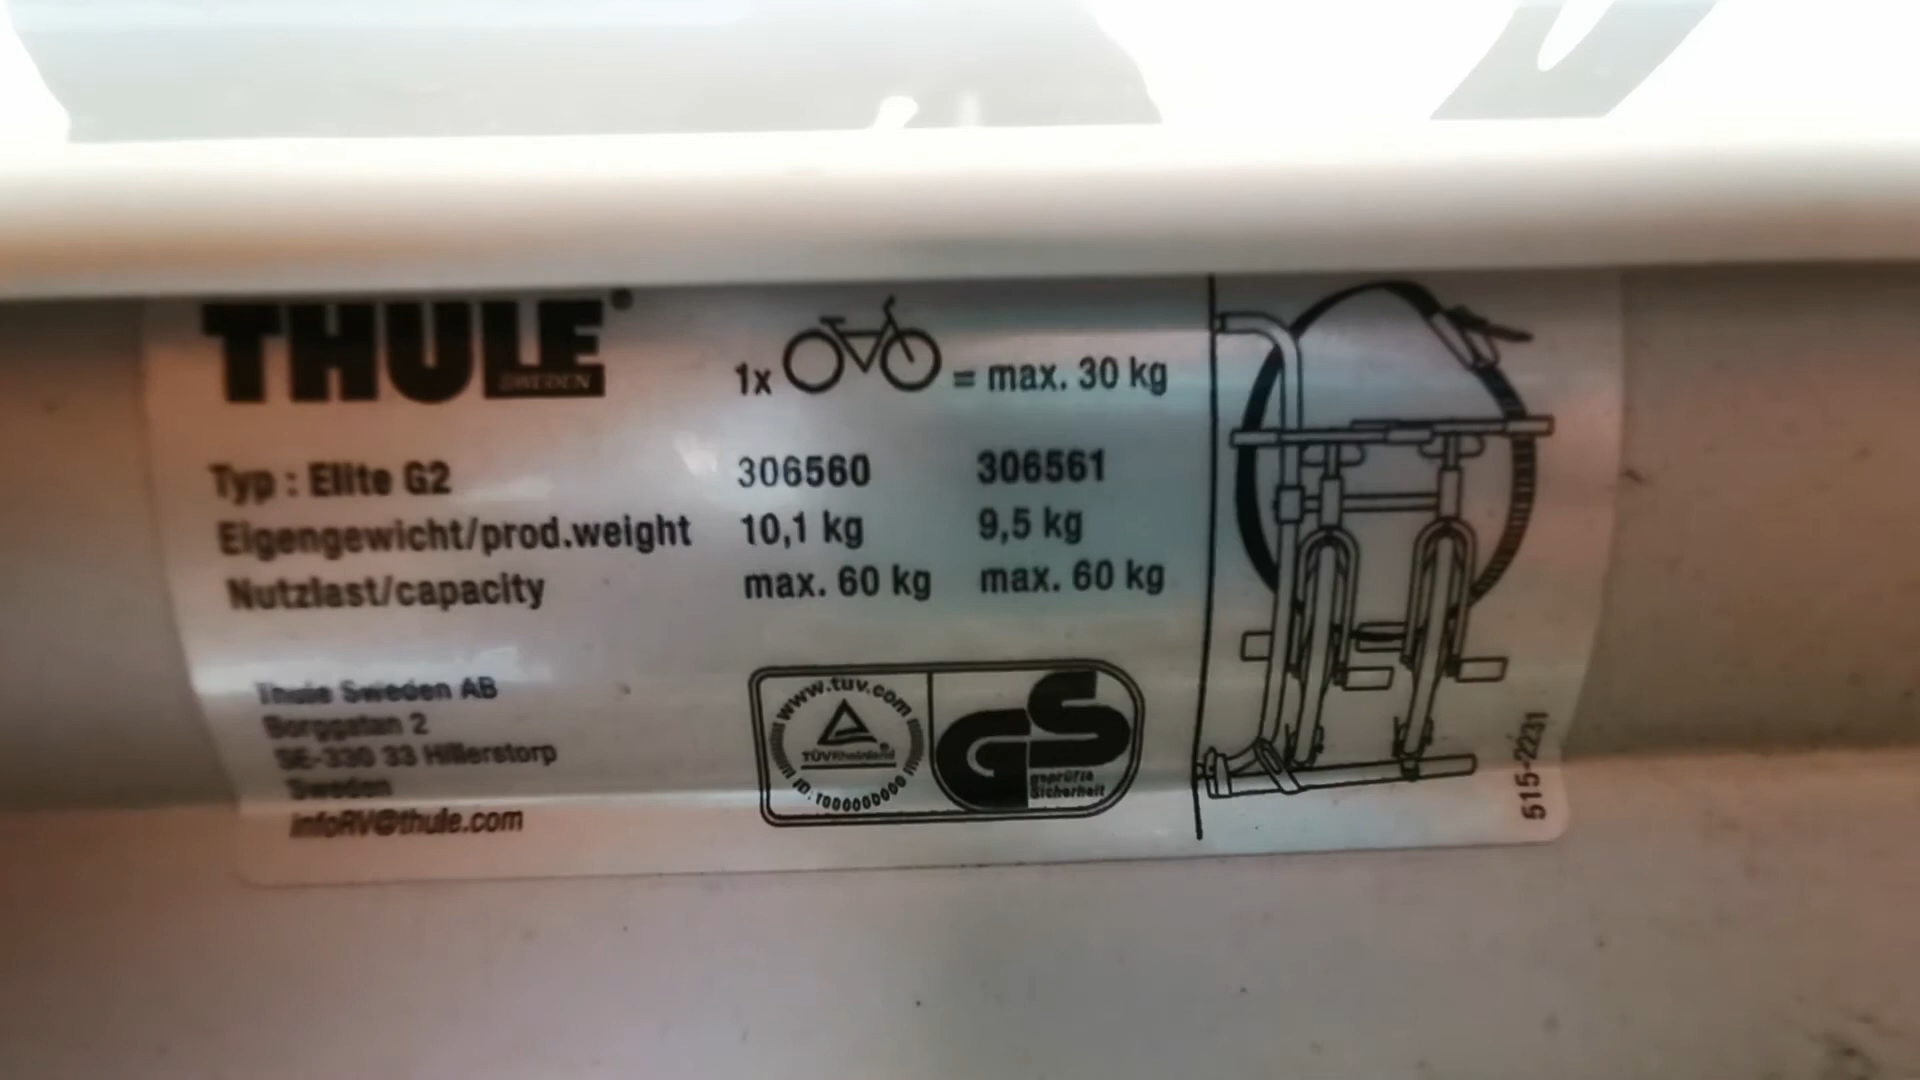 THULE®
SWEDEN
1x = max. 30 kg
Typ : Elite G2 306560 306561
Eigengewicht/prod.weight 10,1 kg 9,5 kg
Nutzlast/capacity max. 60 kg max. 60 kg
Thule Sweden AB
Borggatan 2
SE-330 33 Hillerstorp
Sweden
infoRV@thule.com
www.tuv.com
TÜVRheinland®
ID: 1000000000
GS
geprüfte
Sicherheit
515-2231